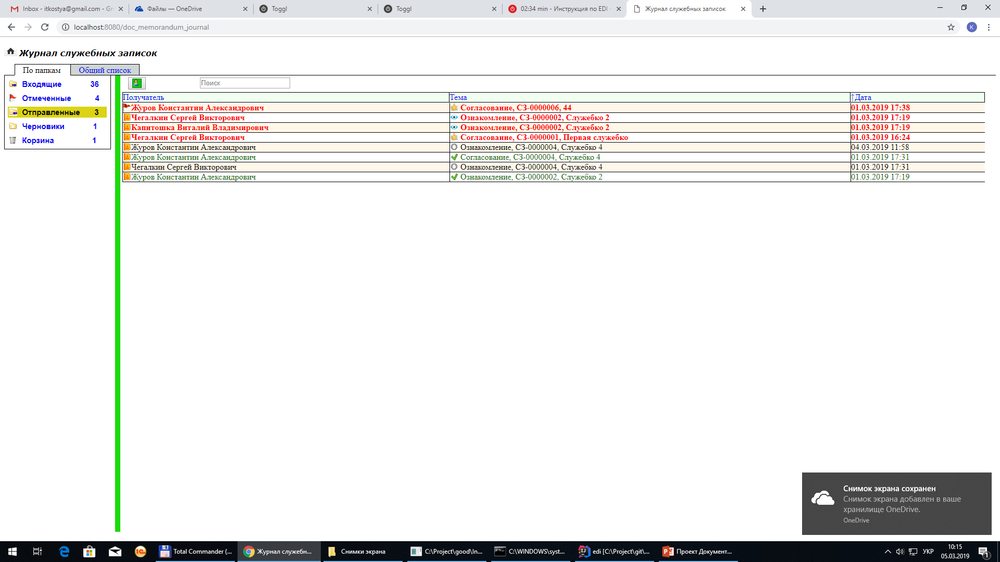 Inbox - itkostya@gmail.com - Gm
Файлы — OneDrive
Toggl
Toggl
02:34 min - Инструкция по EDI -
Журнал служебных записок
localhost:8080/doc_memorandum_journal
K
Журнал служебных записок
По папкам
Общий список
Входящие 36
Отмеченные 4
Отправленные 3
Черновики 1
Корзина 1
Поиск
Получатель Тема ↑Дата
Журов Константин Александрович Согласование, СЗ-0000006, 44 01.03.2019 17:38
Чегалкин Сергей Викторович Ознакомление, СЗ-0000002, Служебко 2 01.03.2019 17:19
Капитошка Виталий Владимирович Ознакомление, СЗ-0000002, Служебко 2 01.03.2019 17:19
Чегалкин Сергей Викторович Согласование, СЗ-0000001, Первая служебко 01.03.2019 16:24
Журов Константин Александрович Ознакомление, СЗ-0000004, Служебко 4 04.03.2019 11:58
Журов Константин Александрович Согласование, СЗ-0000004, Служебко 4 01.03.2019 17:31
Чегалкин Сергей Викторович Ознакомление, СЗ-0000004, Служебко 4 01.03.2019 17:31
Журов Константин Александрович Ознакомление, СЗ-0000002, Служебко 2 01.03.2019 17:19
Снимок экрана сохранен
Снимок экрана добавлен в ваше
хранилище OneDrive.
OneDrive
Total Commander (...
Журнал служебн...
Снимки экрана
C:\Project\good\In...
C:\WINDOWS\syst...
edi [C:\Project\git\...
Проект Документ...
УКР
10:15
05.03.2019
1